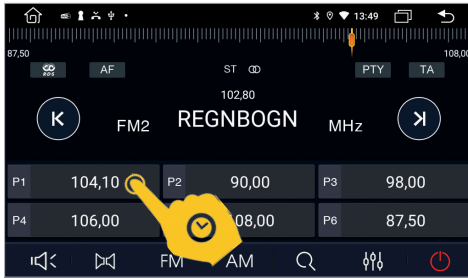 13:49
87,50
108,00
RDS
AF
ST
PTY
TA
102,80
FM2
REGNBOGN
MHz
P1 104,10
P2 90,00
P3 98,00
P4 106,00
08,00
P6 87,50
FM
AM